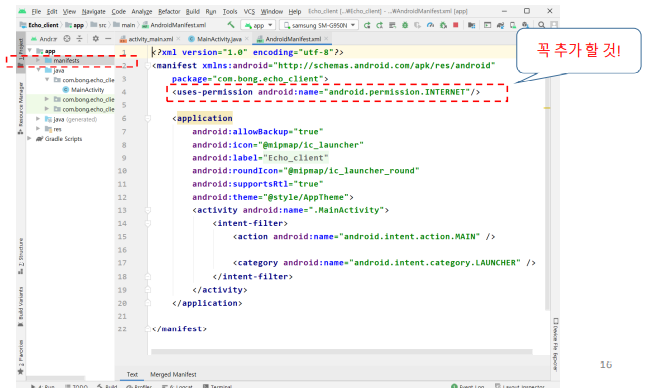 File Edit View Navigate Code Analyze Refactor Build Run Tools VCS Window Help Echo_client [...\Echo_client] - ...\AndroidManifest.xml [app]
Echo_client app src main AndroidManifest.xml app samsung SM-G950N
Andr activity_main.xml MainActivity.java AndroidManifest.xml
꼭 추가 할 것!
app
manifests
java
com.bong.echo_clie
MainActivity
com.bong.echo_clie
com.bong.echo_clie
java (generated)
res
Gradle Scripts
1 <?xml version="1.0" encoding="utf-8"?>
2 <manifest xmlns:android="http://schemas.android.com/apk/res/android"
3 package="com.bong.echo_client">
4 <uses-permission android:name="android.permission.INTERNET"/>
5
6 <application
7 android:allowBackup="true"
8 android:icon="@mipmap/ic_launcher"
9 android:label="Echo_client"
10 android:roundIcon="@mipmap/ic_launcher_round"
11 android:supportsRtl="true"
12 android:theme="@style/AppTheme">
13 <activity android:name=".MainActivity">
14 <intent-filter>
15 <action android:name="android.intent.action.MAIN" />
16
17 <category android:name="android.intent.category.LAUNCHER" />
18 </intent-filter>
19 </activity>
20 </application>
21
22 </manifest>
1: Project
Resource Manager
Z: Structure
Build Variants
2: Favorites
Device File Explorer
Text Merged Manifest
4: Run TODO Build Profiler 6: Logcat Terminal Event Log Layout Inspector
16